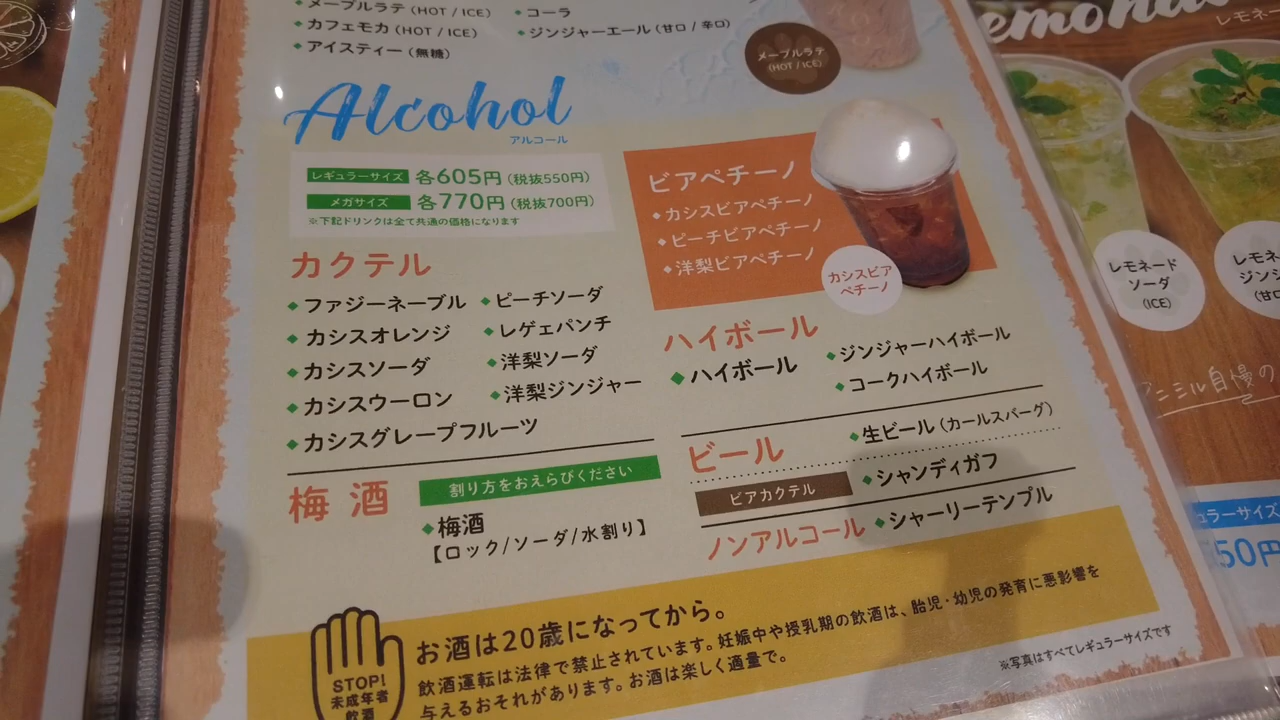 メープルラテ (HOT / ICE)
カフェモカ (HOT / ICE)
アイスティー (無糖)
コーラ
ジンジャーエール (甘口 / 辛口)
メープルラテ
(HOT / ICE)
Alcohol
アルコール
レギュラーサイズ 各605円 (税抜550円)
メガサイズ 各770円 (税抜700円)
※下記ドリンクは全て共通の価格になります
カクテル
ファジーネーブル
カシスオレンジ
カシスソーダ
カシスウーロン
カシスグレープフルーツ
ピーチソーダ
レゲエパンチ
洋梨ソーダ
洋梨ジンジャー
梅酒
割り方をおえらびください
梅酒
【ロック/ソーダ/水割り】
ビアペチーノ
カシスビアペチーノ
ピーチビアペチーノ
洋梨ビアペチーノ
カシスビア
ペチーノ
ハイボール
ハイボール
ジンジャーハイボール
コークハイボール
ビール
生ビール (カールスバーグ)
ビアカクテル
シャンディガフ
ノンアルコール
シャーリーテンプル
STOP!
未成年者
飲酒
お酒は20歳になってから。
飲酒運転は法律で禁止されています。妊娠中や授乳期の飲酒は、胎児・幼児の発育に悪影響を
与えるおそれがあります。お酒は楽しく適量で。
※写真はすべてレギュラーサイズです
レモネード
ソーダ
(ICE)
自慢の
ュラーサイズ
50円